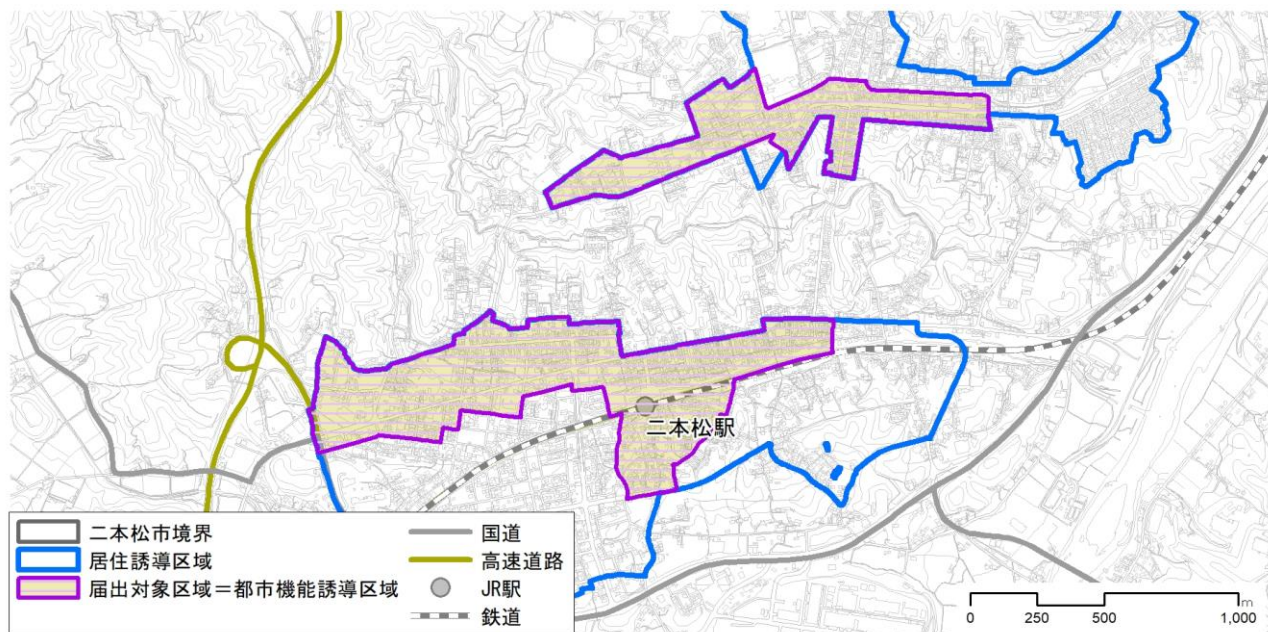 二本松駅
二本松市境界
居住誘導区域
届出対象区域＝都市機能誘導区域
国道
高速道路
JR駅
鉄道
0 250 500 1,000 m